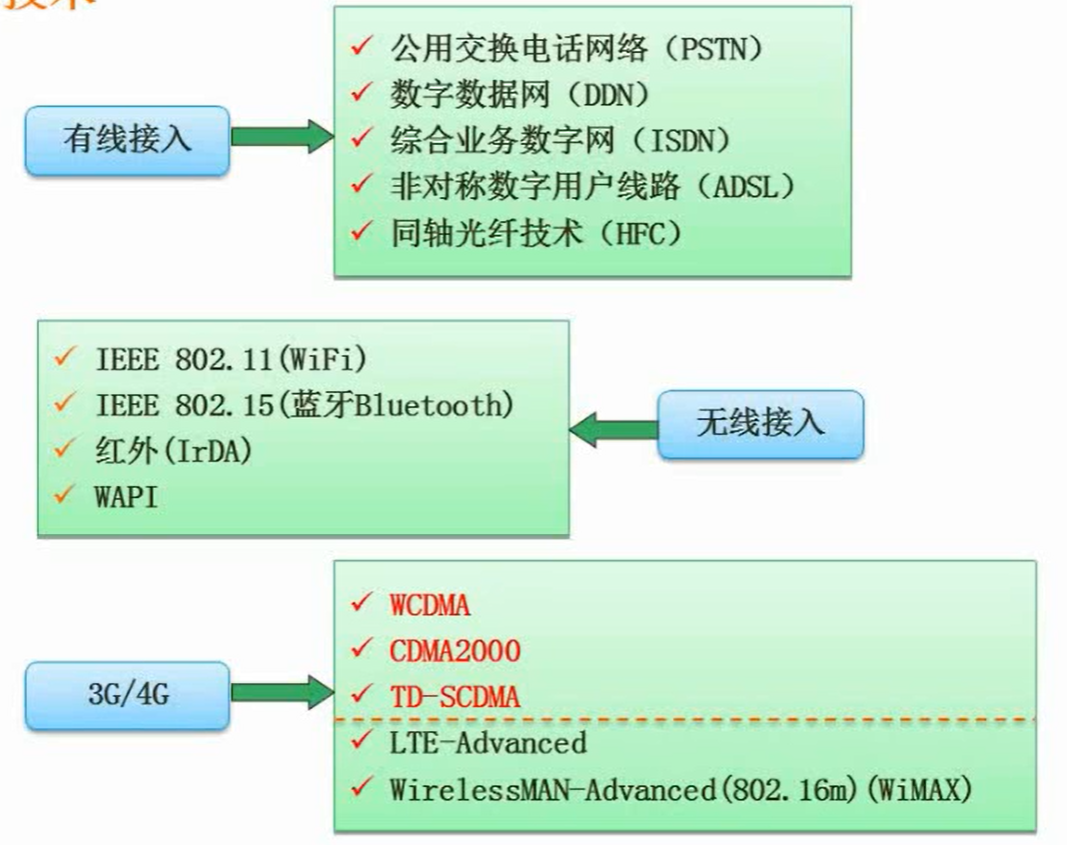 技术
有线接入
公用交换电话网络（PSTN）
数字数据网（DDN）
综合业务数字网（ISDN）
非对称数字用户线路（ADSL）
同轴光纤技术（HFC）
IEEE 802.11(WiFi)
IEEE 802.15(蓝牙Bluetooth)
红外(IrDA)
WAPI
无线接入
3G/4G
WCDMA
CDMA2000
TD-SCDMA
LTE-Advanced
WirelessMAN-Advanced(802.16m)(WiMAX)